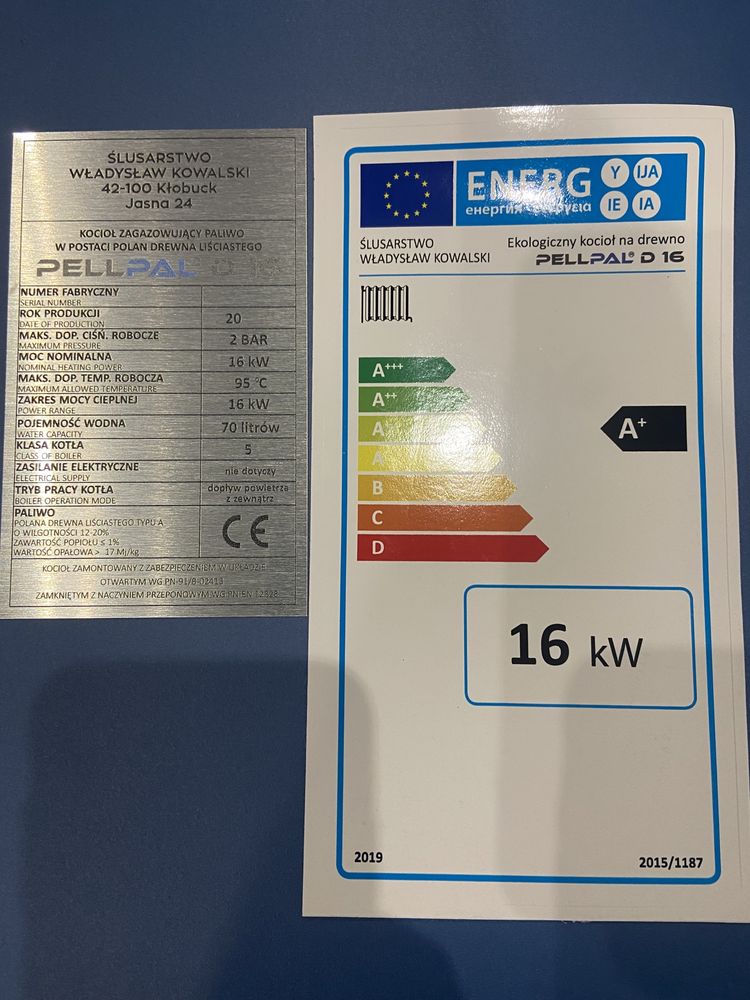 ŚLUSARSTWO
WŁADYSŁAW KOWALSKI
42-100 Kłobuck
Jasna 24
KOCIOŁ ZAGAZOWUJĄCY PALIWO
W POSTACI POLAN DREWNA LIŚCIASTEGO
PELLPAL D 16
NUMER FABRYCZNY
SERIAL NUMBER
ROK PRODUKCJI
DATE OF PRODUCTION
20
MAKS. DOP. CIŚN. ROBOCZE
MAXIMUM PRESSURE
2 BAR
MOC NOMINALNA
NOMINAL HEATING POWER
16 kW
MAKS. DOP. TEMP. ROBOCZA
MAXIMUM ALLOWED TEMPERATURE
95 °C
ZAKRES MOCY CIEPLNEJ
POWER RANGE
16 kW
POJEMNOŚĆ WODNA
WATER CAPACITY
70 litrów
KLASA KOTŁA
CLASS OF BOILER
5
ZASILANIE ELEKTRYCZNE
ELECTRICAL SUPPLY
nie dotyczy
TRYB PRACY KOTŁA
BOILER OPERATION MODE
dopływ powietrza
z zewnątrz
PALIWO
POLANA DREWNA LIŚCIASTEGO TYPU A
O WILGOTNOŚCI 12-20%
ZAWARTOŚĆ POPIOŁU ≤ 1%
WARTOŚĆ OPAŁOWA > 17 Mj/kg
CE
KOCIOŁ ZAMONTOWANY Z ZABEZPIECZENIEM W UKŁADZIE
OTWARTYM WG PN-91/B-02413
ZAMKNIĘTYM Z NACZYNIEM PRZEPONOWYM WG PN-EN 12828
ENERG
енергия · ενέργεια
Y IJA
IE IA
ŚLUSARSTWO
WŁADYSŁAW KOWALSKI
Ekologiczny kocioł na drewno
PELLPAL® D 16
A+++
A++
A+
A
B
C
D
A+
16 kW
2019
2015/1187